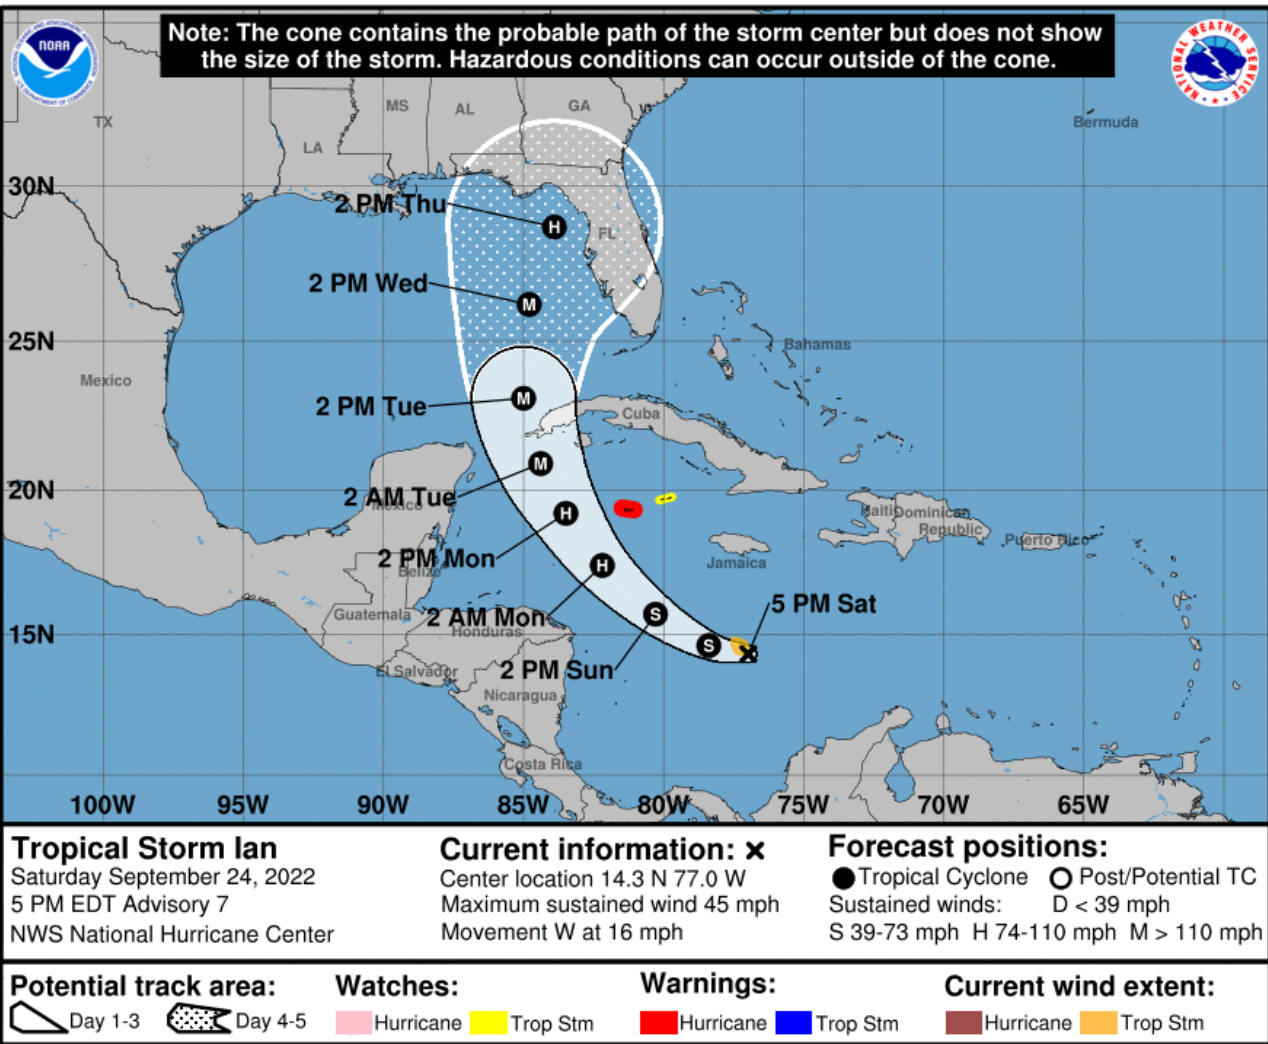 Note: The cone contains the probable path of the storm center but does not show
the size of the storm. Hazardous conditions can occur outside of the cone.
NOAA
NATIONAL WEATHER SERVICE
MS
AL
GA
TX
LA
Bermuda
30N
2 PM Thu
H
FL
2 PM Wed
M
25N
Bahamas
Mexico
2 PM Tue
M
Cuba
M
20N
2 AM Tue
Mexico
H
Haiti
Dominican
Republic
Puerto Rico
2 PM Mon
Belize
H
Jamaica
Guatemala
2 AM Mon
S
5 PM Sat
15N
Honduras
S
El Salvador
2 PM Sun
Nicaragua
Costa Rica
100W 95W 90W 85W 80W 75W 70W 65W
Tropical Storm Ian
Saturday September 24, 2022
5 PM EDT Advisory 7
NWS National Hurricane Center
Current information: x
Center location 14.3 N 77.0 W
Maximum sustained wind 45 mph
Movement W at 16 mph
Forecast positions:
Tropical Cyclone Post/Potential TC
Sustained winds: D < 39 mph
S 39-73 mph H 74-110 mph M > 110 mph
Potential track area:
Day 1-3 Day 4-5
Watches:
Hurricane Trop Stm
Warnings:
Hurricane Trop Stm
Current wind extent:
Hurricane Trop Stm